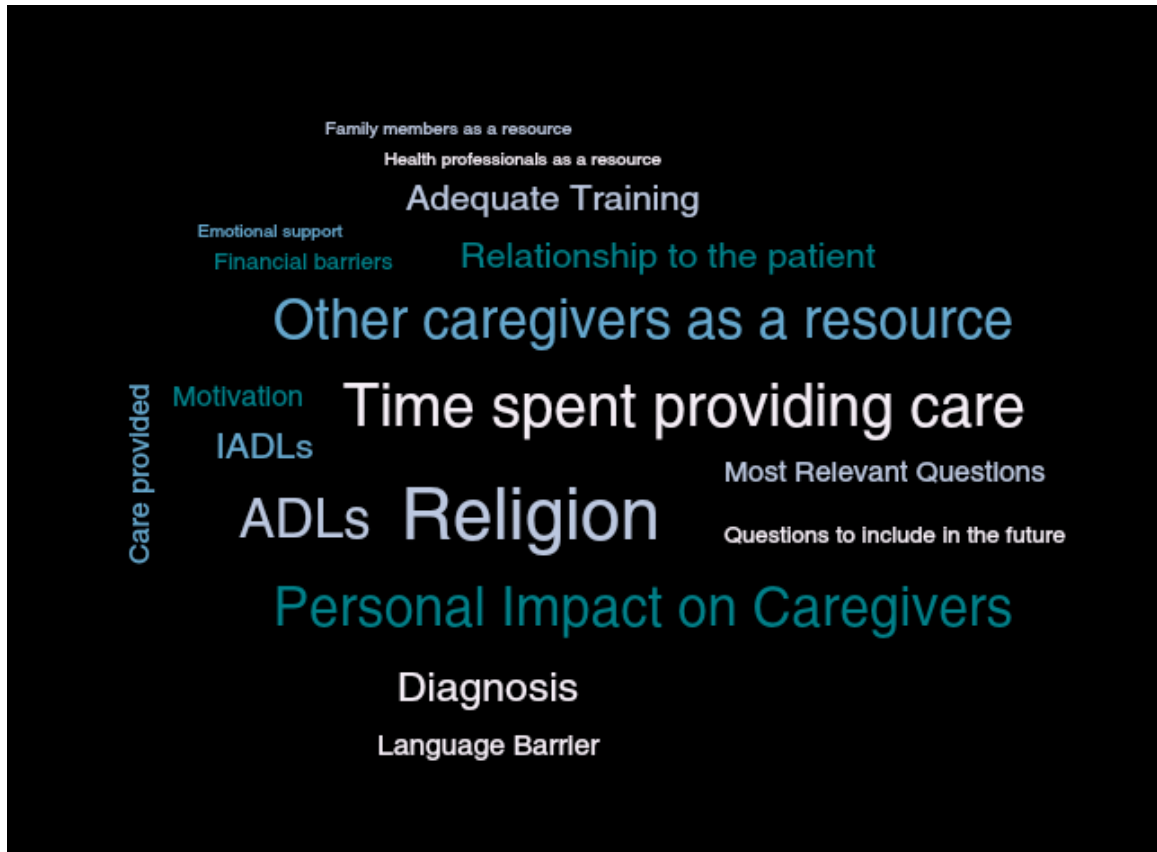 Family members as a resource
Health professionals as a resource
Adequate Training
Emotional support
Financial barriers
Relationship to the patient
Other caregivers as a resource
Care provided
Motivation
Time spent providing care
IADLs
Most Relevant Questions
ADLs
Religion
Questions to include in the future
Personal Impact on Caregivers
Diagnosis
Language Barrier